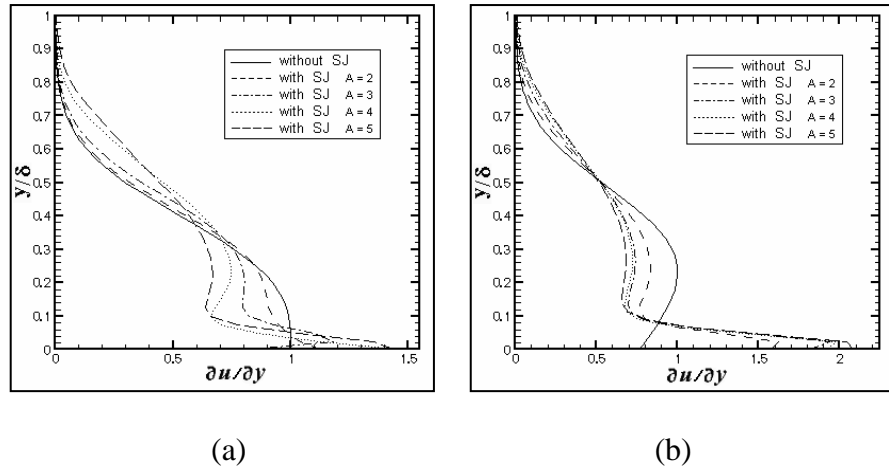 1
0.9
0.8
0.7
0.6
0.5
0.4
0.3
0.2
0.1
0
y/δ
without SJ
with SJ A = 2
with SJ A = 3
with SJ A = 4
with SJ A = 5
0 0.5 1 1.5
∂u/∂y
(a)
1
0.9
0.8
0.7
0.6
0.5
0.4
0.3
0.2
0.1
0
y/δ
without SJ
with SJ A = 2
with SJ A = 3
with SJ A = 4
with SJ A = 5
0 0.5 1 1.5 2
∂u/∂y
(b)